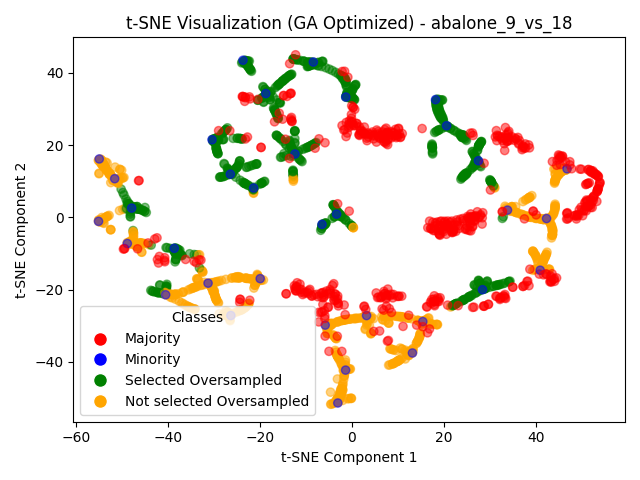 t-SNE Visualization (GA Optimized) - abalone_9_vs_18
t-SNE Component 2
40
20
0
−20
−40
Classes
Majority
Minority
Selected Oversampled
Not selected Oversampled
−60 −40 −20 0 20 40
t-SNE Component 1